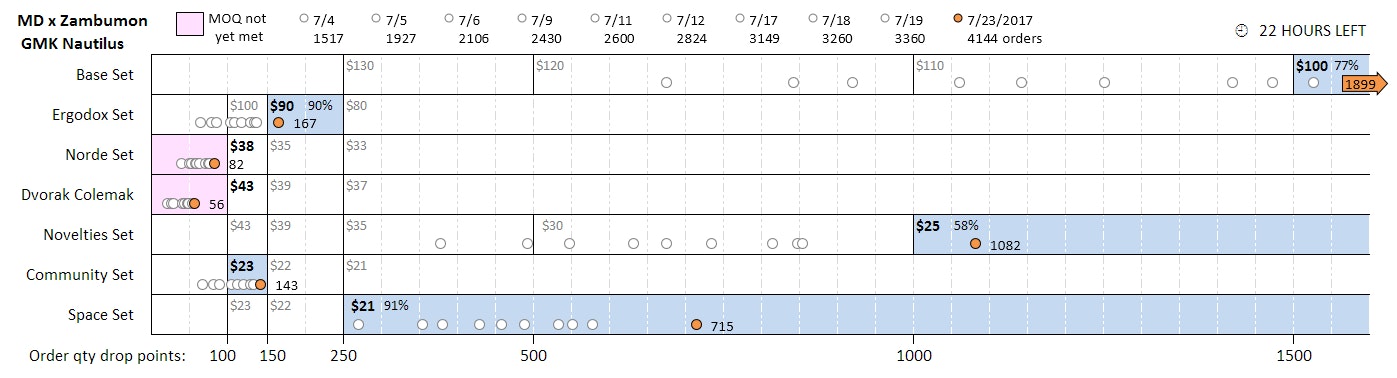 MD x Zambumon
GMK Nautilus
MOQ not
yet met
7/4 7/5 7/6 7/9 7/11 7/12 7/17 7/18 7/19 7/23/2017
1517 1927 2106 2430 2600 2824 3149 3260 3360 4144 orders
22 HOURS LEFT
Base Set $130 $120 $110 $100 77% 1899
Ergodox Set $100 $90 90% $80 167
Norde Set $38 $35 $33 82
Dvorak Colemak $43 $39 $37 56
Novelties Set $43 $39 $35 $30 $25 58% 1082
Community Set $23 $22 $21 143
Space Set $23 $22 $21 91% 715
Order qty drop points: 100 150 250 500 1000 1500